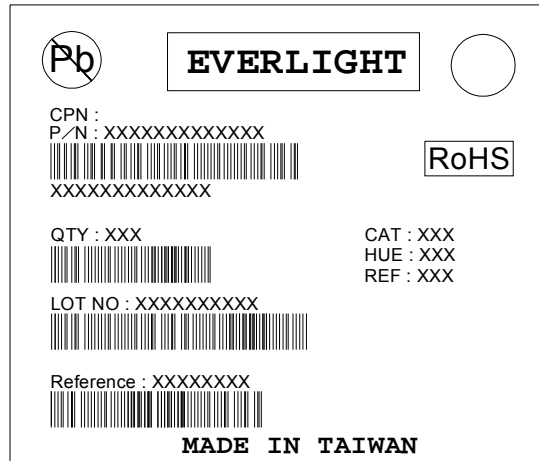 Pb
EVERLIGHT
CPN :
P/N : XXXXXXXXXXXXX
RoHS
XXXXXXXXXXXXX
QTY : XXX
CAT : XXX
HUE : XXX
REF : XXX
LOT NO : XXXXXXXXXX
Reference : XXXXXXXX
MADE IN TAIWAN